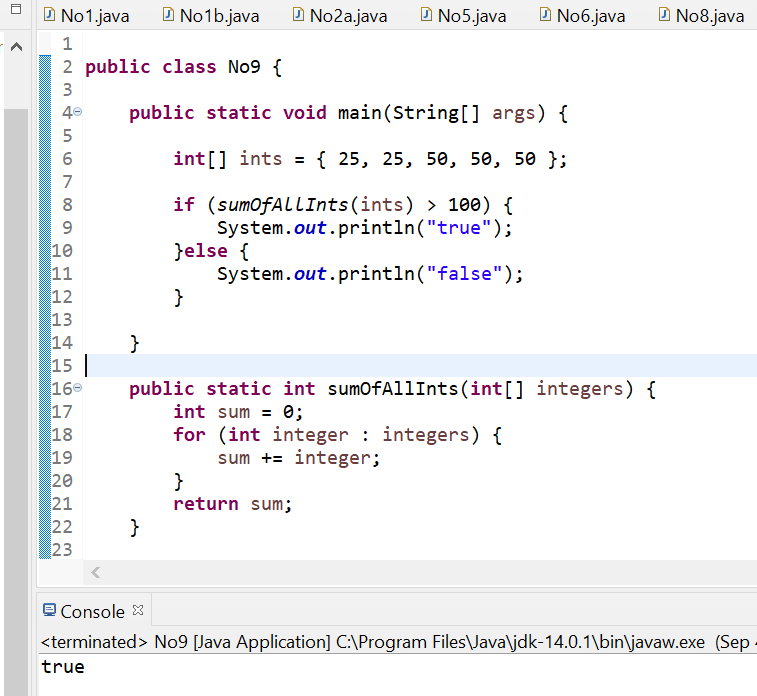 No1.java No1b.java No2a.java No5.java No6.java No8.java
1
2 public class No9 {
3
4 public static void main(String[] args) {
5
6 int[] ints = { 25, 25, 50, 50, 50 };
7
8 if (sumOfAllInts(ints) > 100) {
9 System.out.println("true");
10 }else {
11 System.out.println("false");
12 }
13
14 }
15
16 public static int sumOfAllInts(int[] integers) {
17 int sum = 0;
18 for (int integer : integers) {
19 sum += integer;
20 }
21 return sum;
22 }
23
Console
<terminated> No9 [Java Application] C:\Program Files\Java\jdk-14.0.1\bin\javaw.exe (Sep
true